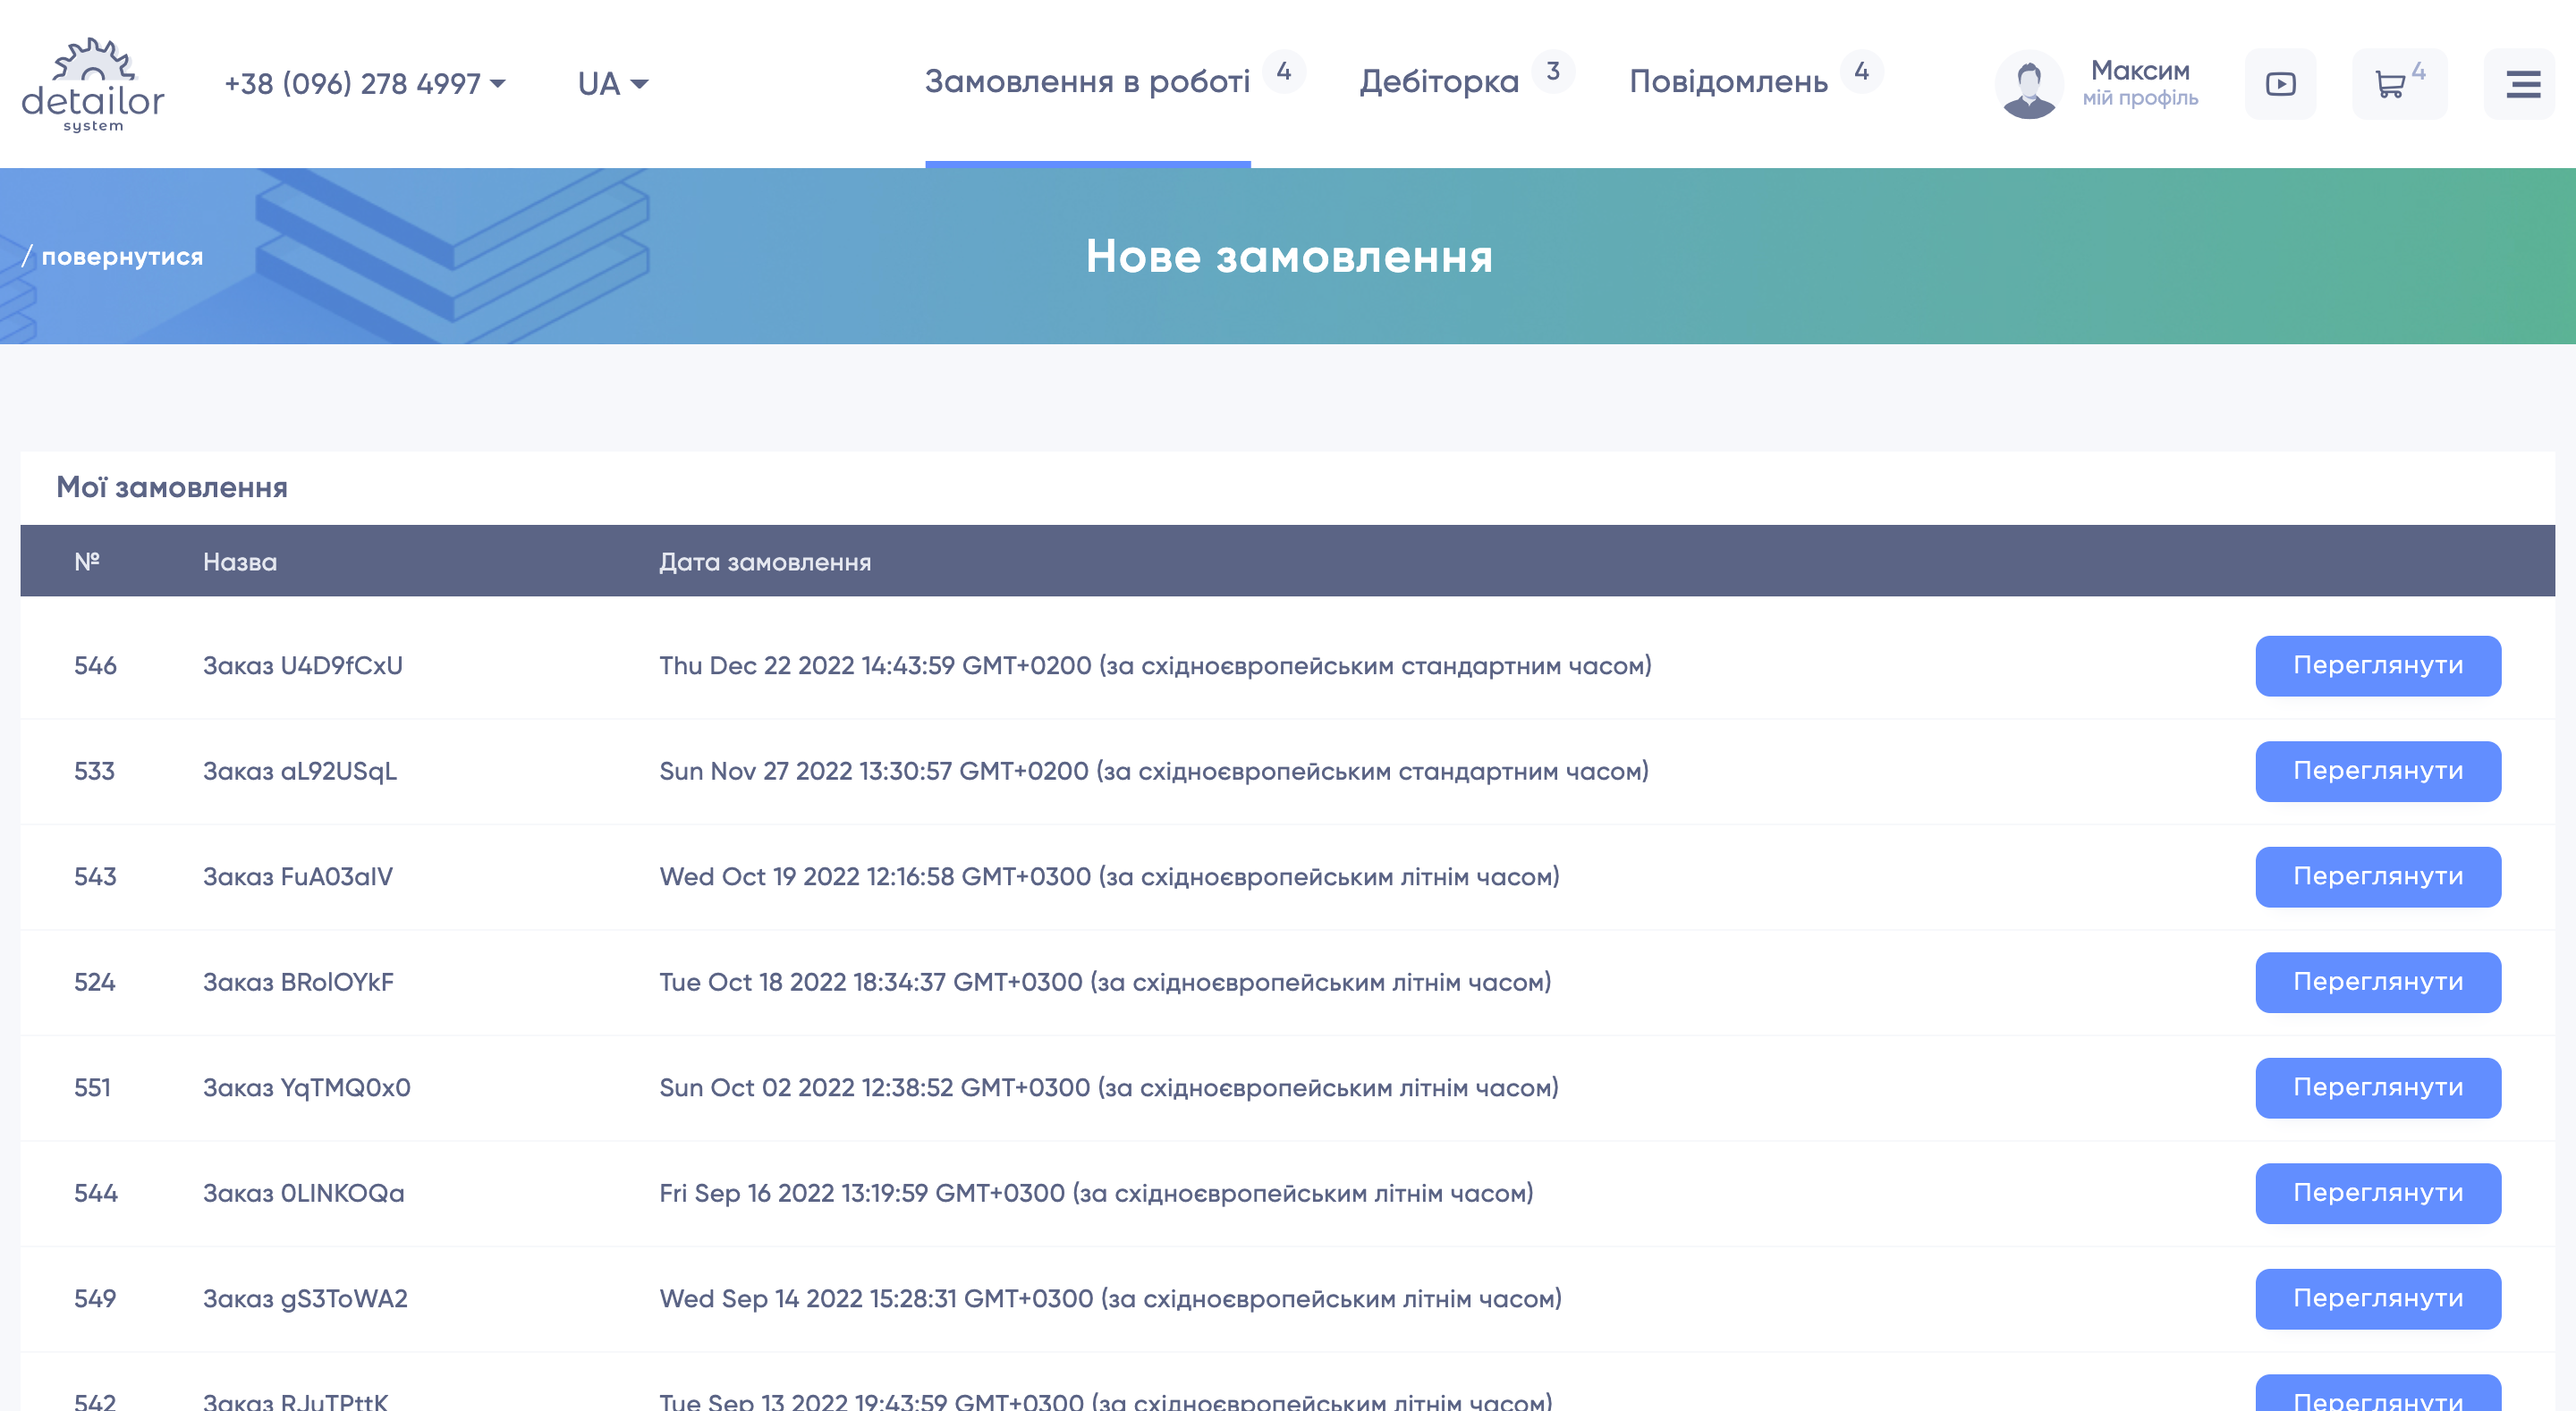 detailor
system
+38 (096) 278 4997
UA
Замовлення в роботі 4
Дебіторка 3
Повідомлень 4
Максим
мій профіль
4
/ повернутися
Нове замовлення
Мої замовлення
№ Назва Дата замовлення
546 Заказ U4D9fCxU Thu Dec 22 2022 14:43:59 GMT+0200 (за східноєвропейським стандартним часом) Переглянути
533 Заказ aL92USqL Sun Nov 27 2022 13:30:57 GMT+0200 (за східноєвропейським стандартним часом) Переглянути
543 Заказ FuA03aIV Wed Oct 19 2022 12:16:58 GMT+0300 (за східноєвропейським літнім часом) Переглянути
524 Заказ BRolOYkF Tue Oct 18 2022 18:34:37 GMT+0300 (за східноєвропейським літнім часом) Переглянути
551 Заказ YqTMQ0x0 Sun Oct 02 2022 12:38:52 GMT+0300 (за східноєвропейським літнім часом) Переглянути
544 Заказ 0LINKOQa Fri Sep 16 2022 13:19:59 GMT+0300 (за східноєвропейським літнім часом) Переглянути
549 Заказ gS3ToWA2 Wed Sep 14 2022 15:28:31 GMT+0300 (за східноєвропейським літнім часом) Переглянути
542 Заказ RJuTPttK Tue Sep 13 2022 19:43:59 GMT+0300 (за східноєвропейським літнім часом) Переглянути